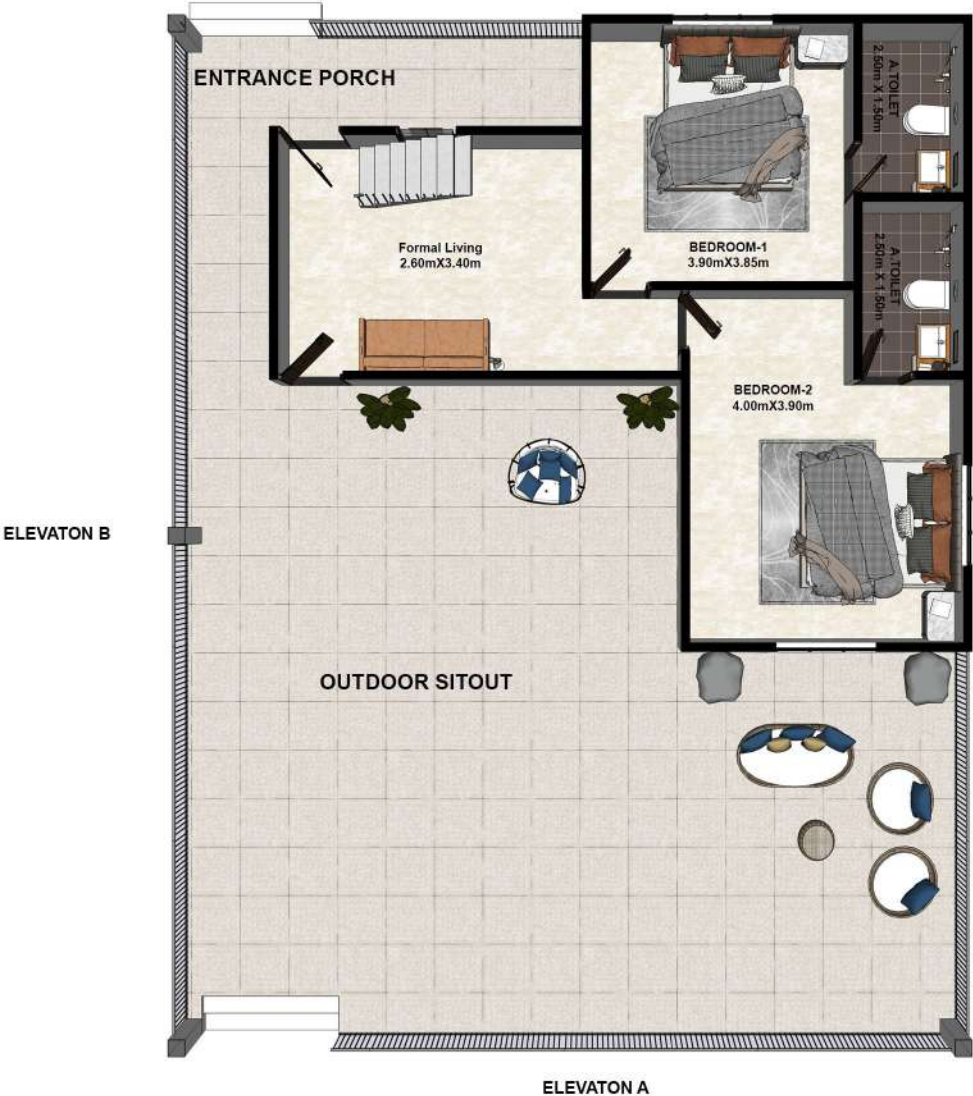 ENTRANCE PORCH
A.TOILET
2.50m X 1.50m
Formal Living
2.60mX3.40m
BEDROOM-1
3.90mX3.85m
A.TOILET
2.50m X 1.50m
BEDROOM-2
4.00mX3.90m
ELEVATON B
OUTDOOR SITOUT
ELEVATON A